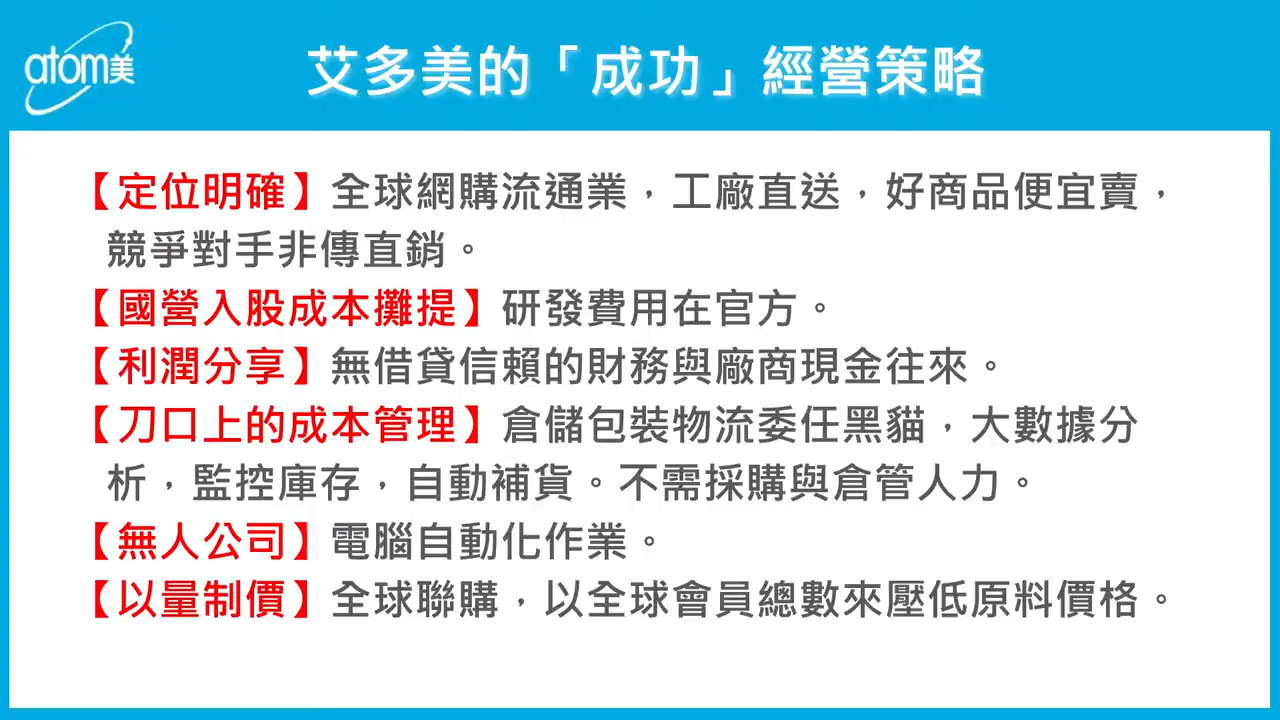 atom美
艾多美的「成功」經營策略
【定位明確】全球網購流通業，工廠直送，好商品便宜賣，
競爭對手非傳直銷。
【國營入股成本攤提】研發費用在官方。
【利潤分享】無借貸信賴的財務與廠商現金往來。
【刀口上的成本管理】倉儲包裝物流委任黑貓，大數據分
析，監控庫存，自動補貨。不需採購與倉管人力。
【無人公司】電腦自動化作業。
【以量制價】全球聯購，以全球會員總數來壓低原料價格。